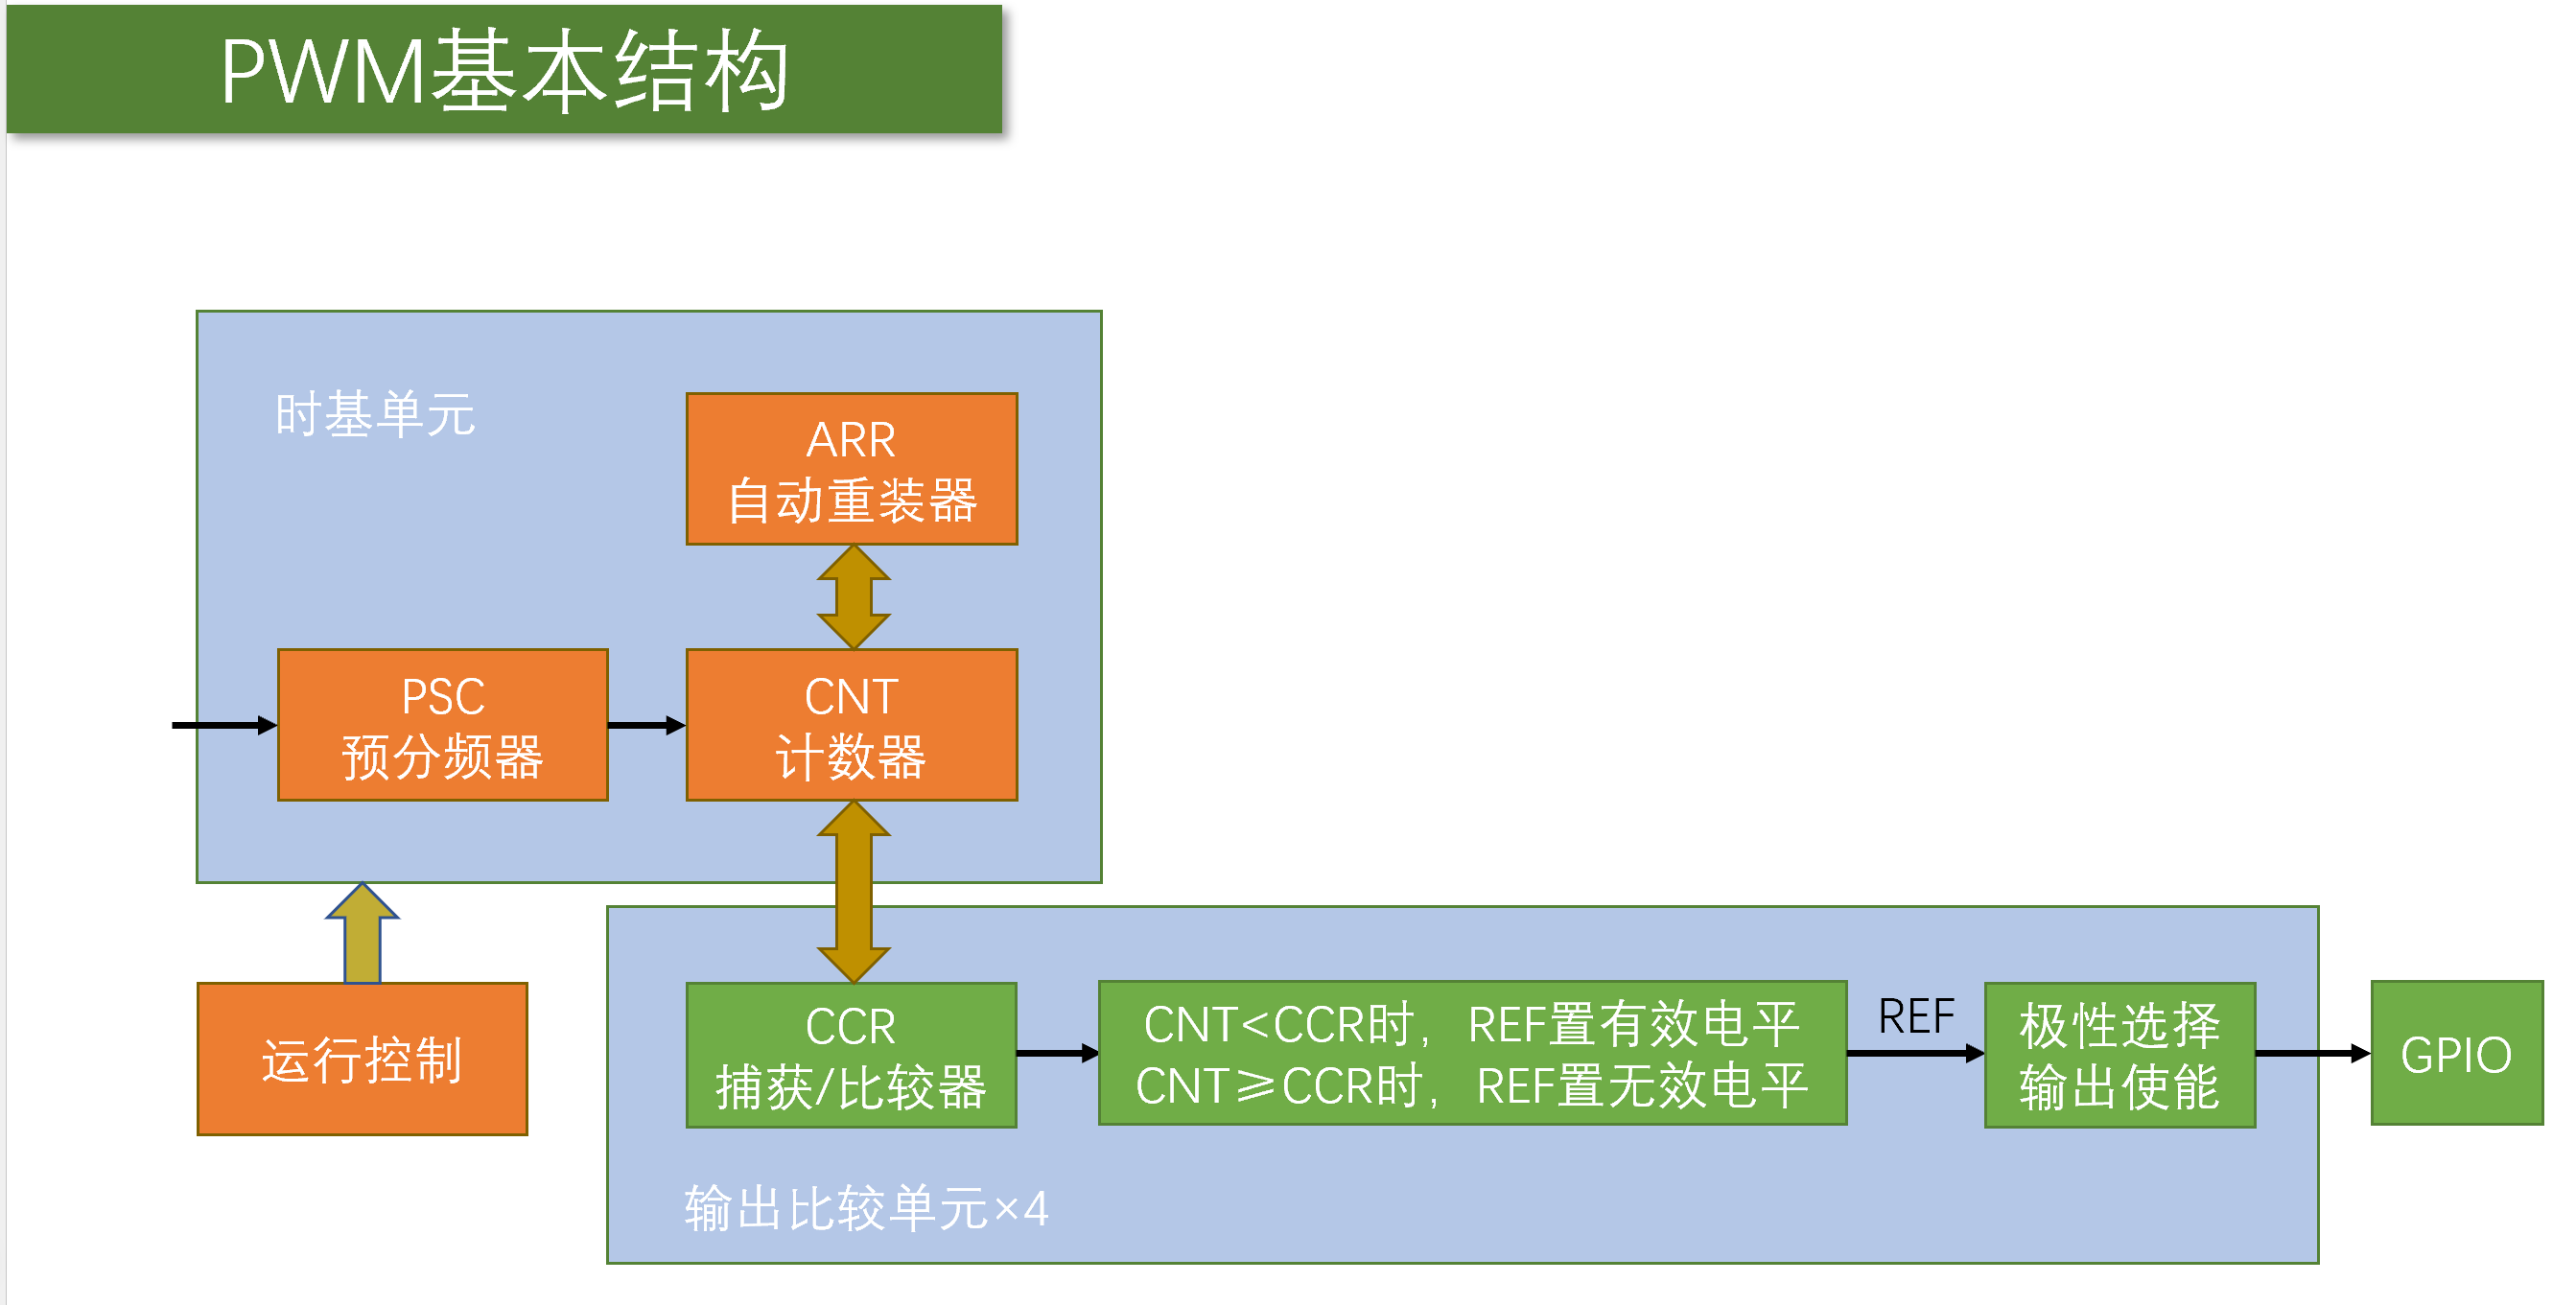 PWM基本结构
时基单元
ARR
自动重装器
PSC
预分频器
CNT
计数器
运行控制
CCR
捕获/比较器
CNT<CCR时，REF置有效电平
CNT≥CCR时，REF置无效电平
REF
极性选择
输出使能
GPIO
输出比较单元×4